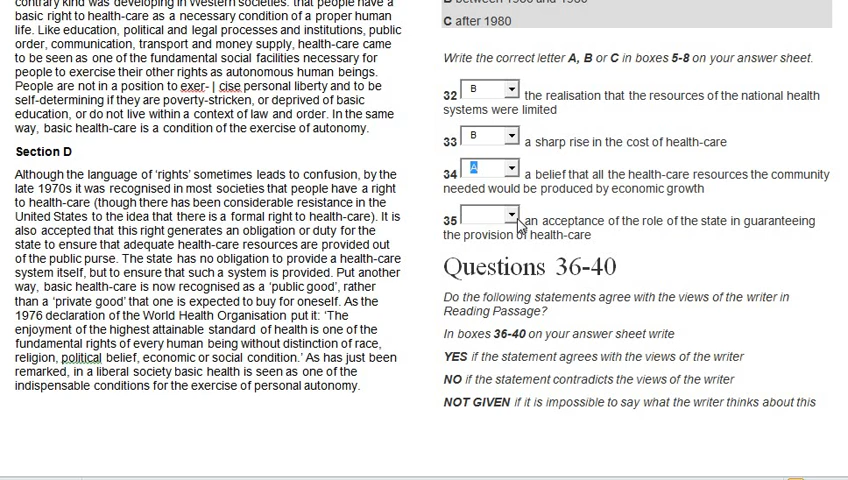 contrary kind was developing in Western societies: that people have a
basic right to health-care as a necessary condition of a proper human
life. Like education, political and legal processes and institutions, public
order, communication, transport and money supply, health-care came
to be seen as one of the fundamental social facilities necessary for
people to exercise their other rights as autonomous human beings.
People are not in a position to exer- | cise personal liberty and to be
self-determining if they are poverty-stricken, or deprived of basic
education, or do not live within a context of law and order. In the same
way, basic health-care is a condition of the exercise of autonomy.
Section D
Although the language of ‘rights’ sometimes leads to confusion, by the
late 1970s it was recognised in most societies that people have a right
to health-care (though there has been considerable resistance in the
United States to the idea that there is a formal right to health-care). It is
also accepted that this right generates an obligation or duty for the
state to ensure that adequate health-care resources are provided out
of the public purse. The state has no obligation to provide a health-care
system itself, but to ensure that such a system is provided. Put another
way, basic health-care is now recognised as a ‘public good’, rather
than a ‘private good’ that one is expected to buy for oneself. As the
1976 declaration of the World Health Organisation put it: ‘The
enjoyment of the highest attainable standard of health is one of the
fundamental rights of every human being without distinction of race,
religion, political belief, economic or social condition.’ As has just been
remarked, in a liberal society basic health is seen as one of the
indispensable conditions for the exercise of personal autonomy.
B between 1980 and 1980
C after 1980
Write the correct letter A, B or C in boxes 5-8 on your answer sheet.
32 B the realisation that the resources of the national health
systems were limited
33 B a sharp rise in the cost of health-care
34 A a belief that all the health-care resources the community
needed would be produced by economic growth
35 an acceptance of the role of the state in guaranteeing
the provision of health-care
Questions 36-40
Do the following statements agree with the views of the writer in
Reading Passage?
In boxes 36-40 on your answer sheet write
YES if the statement agrees with the views of the writer
NO if the statement contradicts the views of the writer
NOT GIVEN if it is impossible to say what the writer thinks about this